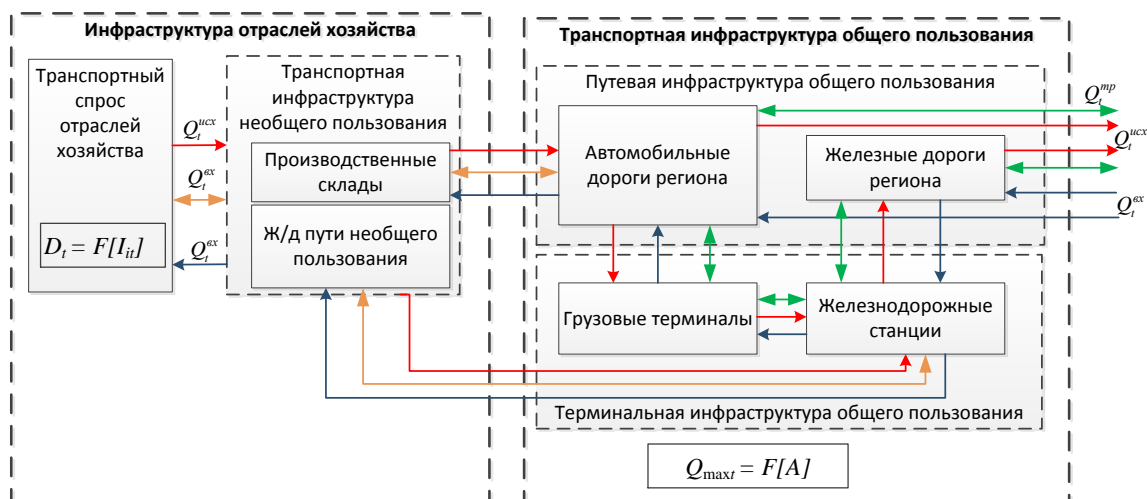 Инфраструктура отраслей хозяйства
Транспортный
спрос
отраслей
хозяйства
D_t = F[I_it]
Q_t^исх
Q_t^вх
Q_t^вх
Транспортная
инфраструктура
необщего пользования
Производственные
склады
Ж/д пути необщего
пользования
Транспортная инфраструктура общего пользования
Путевая инфраструктура общего пользования
Автомобильные
дороги региона
Железные дороги
региона
Q_t^тр
Q_t^исх
Q_t^вх
Грузовые терминалы
Железнодорожные
станции
Терминальная инфраструктура общего пользования
Q_maxt = F[A]